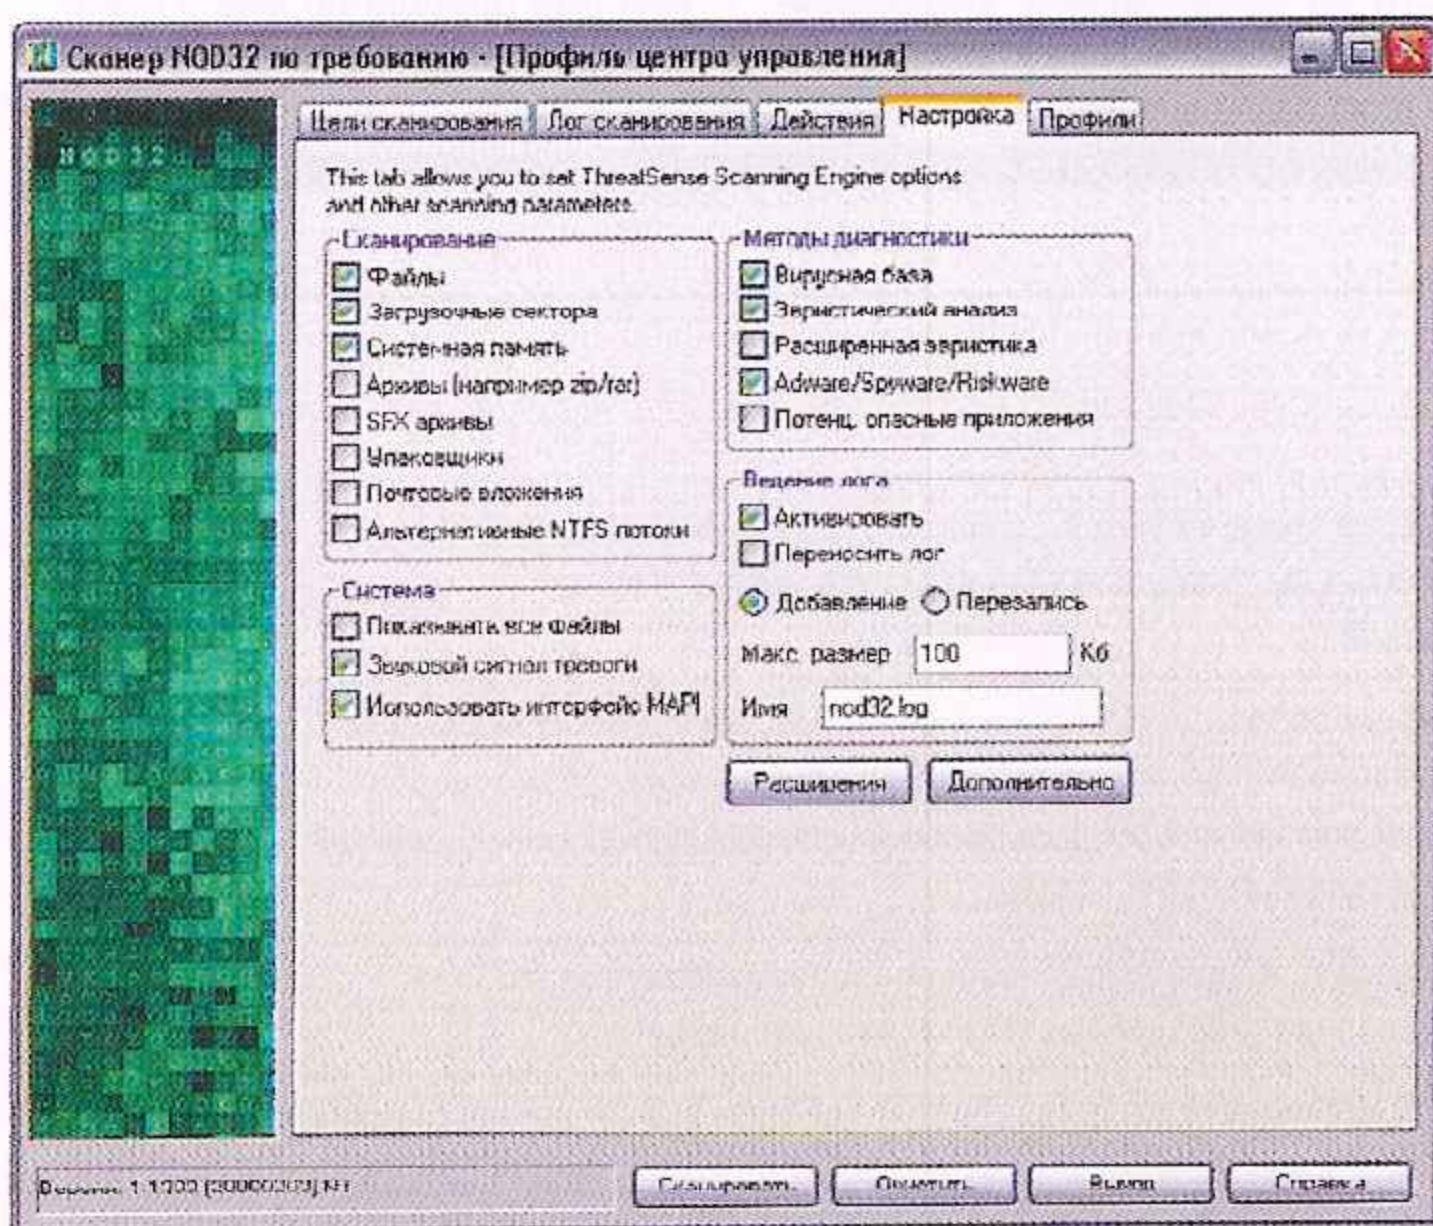 Сканер NOD32 по требованию - [Профиль центра управления]
NOD32
Цели сканирования Лог сканирования Действия Настройка Профили
This tab allows you to set ThreatSense Scanning Engine options
and other scanning parameters.
Сканирование
Файлы
Загрузочные сектора
Системная память
Архивы (например zip/rar)
SFX архивы
Упаковщики
Почтовые вложения
Альтернативные NTFS потоки
Система
Показывать все файлы
Звуковой сигнал тревоги
Использовать интерфейс MAPI
Методы диагностики
Вирусная база
Эвристический анализ
Расширенная эвристика
Adware/Spyware/Riskware
Потенц. опасные приложения
Ведение лога
Активировать
Переносить лог
Добавление Перезапись
Макс. размер 100 Кб
Имя nod32.log
Расширения Дополнительно
Версия
Сканировать Очистить Выход Справка